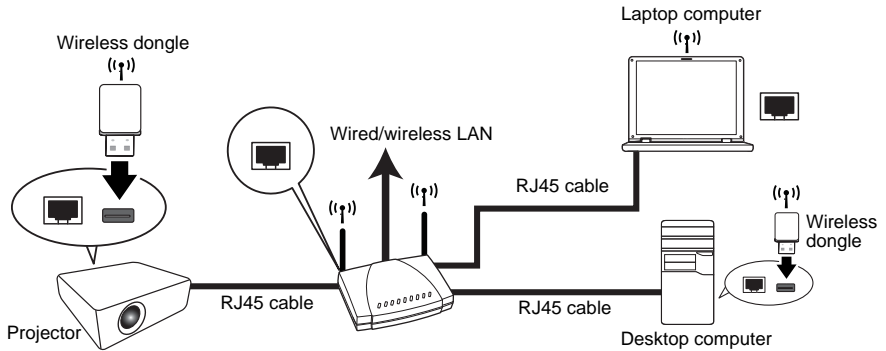 Laptop computer
Wireless dongle
Wired/wireless LAN
RJ45 cable
Wireless
dongle
RJ45 cable
RJ45 cable
Projector
Desktop computer